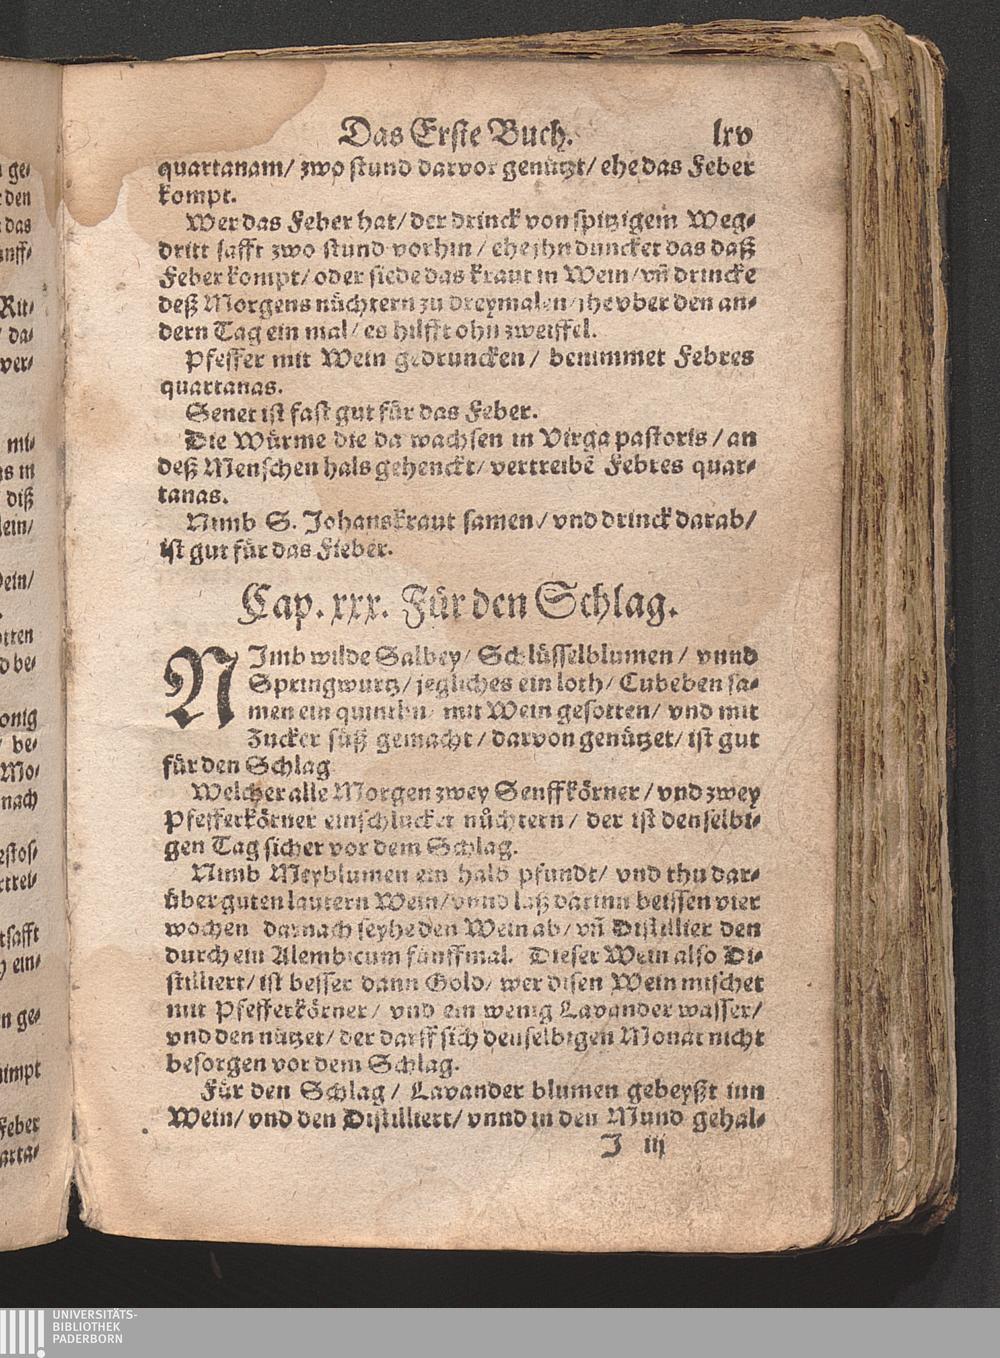 Das Erste Buch. lxv
quartanam/ zwo stund darvor genützt/ ehe das Feber
kompt.
Wer das Feber hat/ der drinck von spitzigem Weg-
dritt safft zwo stund vorhin/ ehe jhn duncket das daß
Feber kompt/ oder siede das kraut in Wein/ vñ drincke
deß Morgens nüchtern zu dreymalen/ je vber den an-
dern Tag ein mal/ es hilfft ohn zweiffel.
Pfeffer mit Wein gedruncken/ benimmet Febres
quartanas.
Senet ist fast gut für das Feber.
Die Würme die da wachsen in Virga pastoris/ an
deß Menschen hals gehenckt/ vertreibẽ Febres quar-
tanas.
Nimb S. Johanskraut samen/ vnd drinck darab/
ist gut für das Fieber.
Cap. xxx. Für den Schlag.
NImb wilde Salbey/ Schlüsselblumen/ vnnd
Springwurtz/ jegliches ein loth/ Cubeben sa-
men ein quintlin/ mit Wein gesotten/ vnd mit
Zucker süß gemacht/ darvon genützet/ ist gut
für den Schlag
Welcher alle Morgen zwey Senffkörner/ vnd zwey
Pfefferkörner einschlucket nüchtern/ der ist denselbi-
gen Tag sicher vor dem Schlag.
Nimb Meyblumen ein halb pfundt/ vnd thu dar-
über guten lautern Wein/ vnnd laß darinn beissen vier
wochen darnach seyhe den Wein ab/ vñ Distillier den
durch ein Alembicum fünffmal. Dieser Wein also Di-
stilliert/ ist besser dann Gold/ wer disen Wein mischet
mit Pfefferkörner/ vnd ein wenig Lavander wasser/
vnd den nützet/ der darff sich denselbigen Monat nicht
besorgen vor dem Schlag.
Für den Schlag/ Lavander blumen gebeyßt inn
Wein/ vnd den Distilliert/ vnnd in den Mund gehal-
J iij
UNIVERSITÄTS-
BIBLIOTHEK
PADERBORN